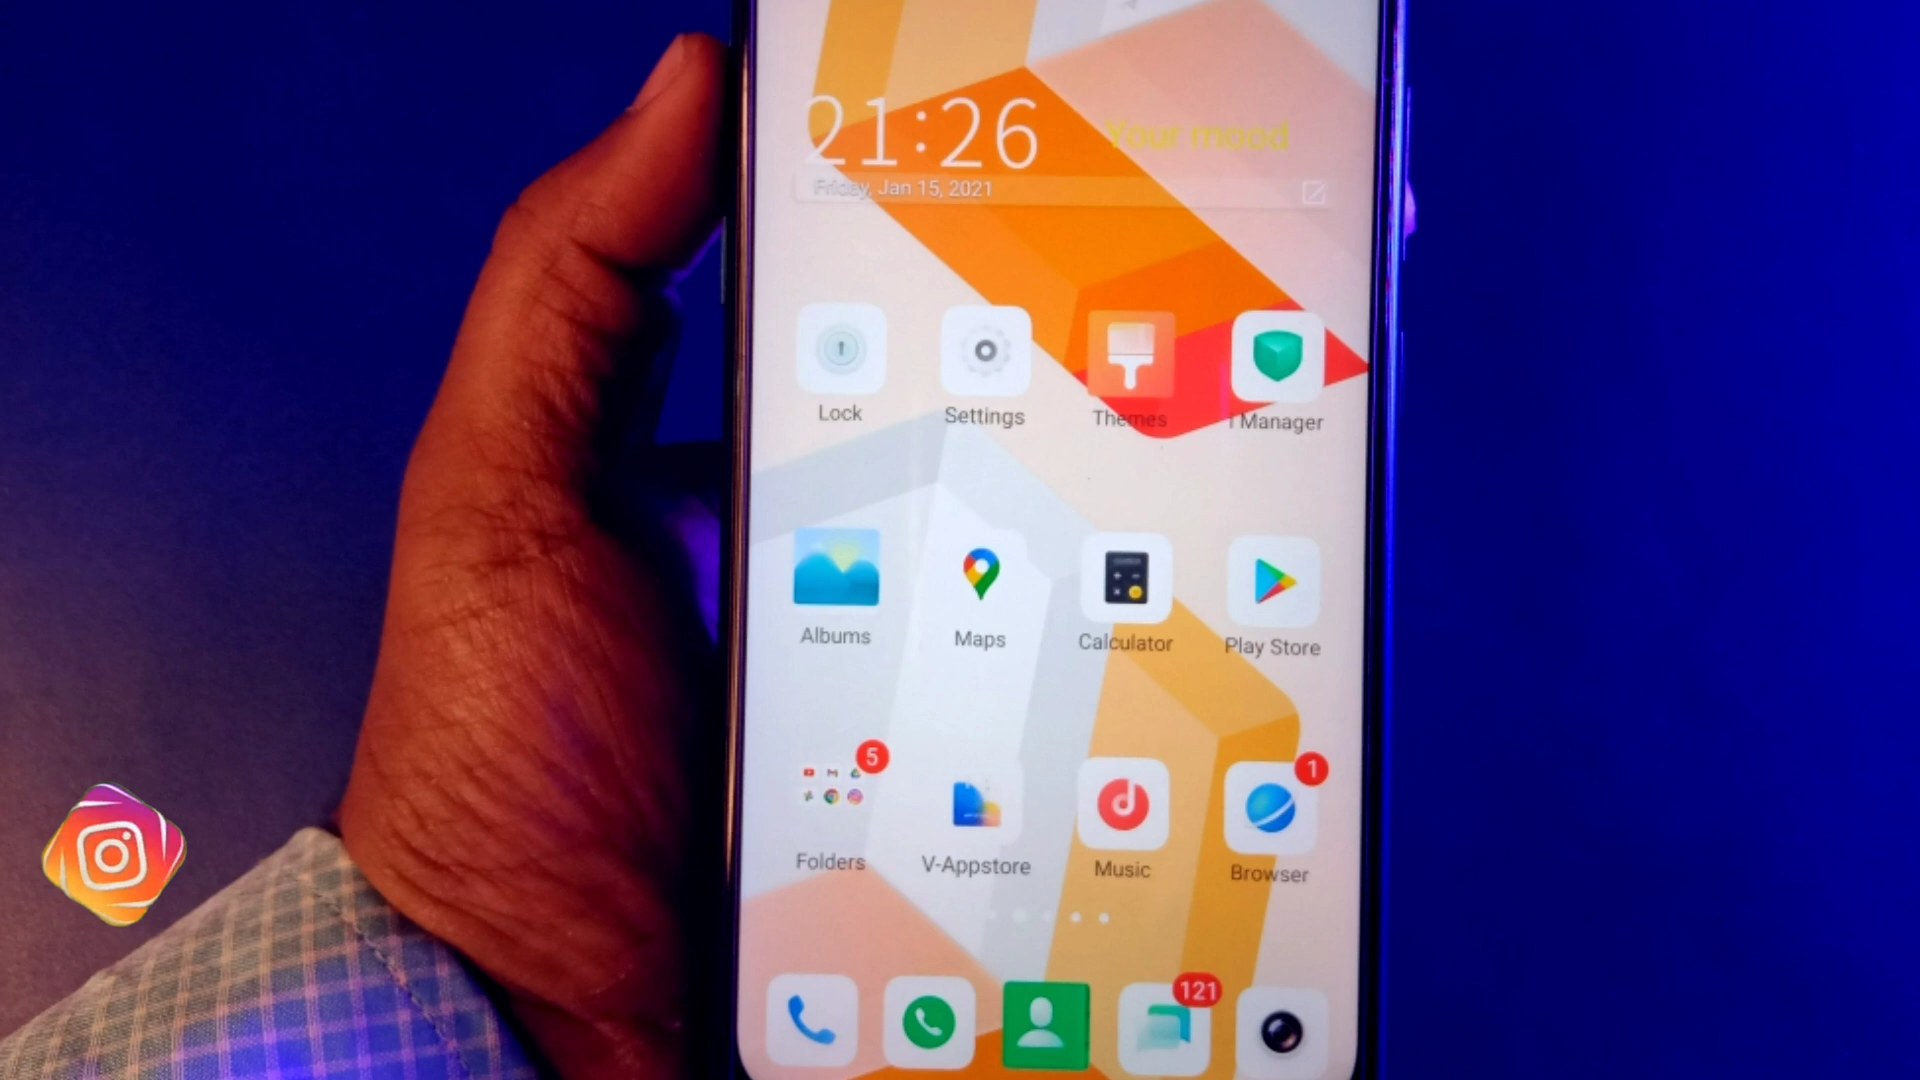 21:26
Your mood
Friday, Jan 15, 2021
Lock
Settings
Themes
i Manager
Albums
Maps
Calculator
Play Store
5
1
Folders
V-Appstore
Music
Browser
121